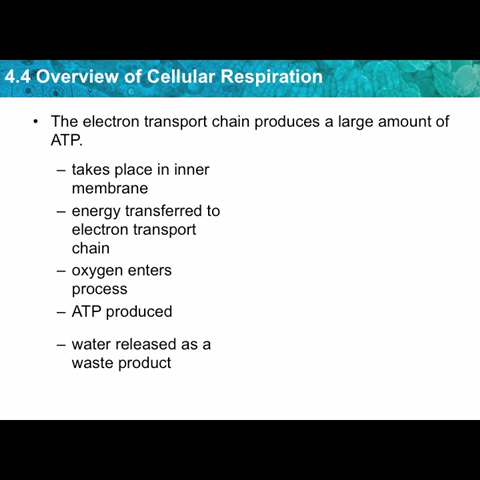 4.4 Overview of Cellular Respiration
• The electron transport chain produces a large amount of
ATP.
– takes place in inner
membrane
– energy transferred to
electron transport
chain
– oxygen enters
process
– ATP produced
– water released as a
waste product